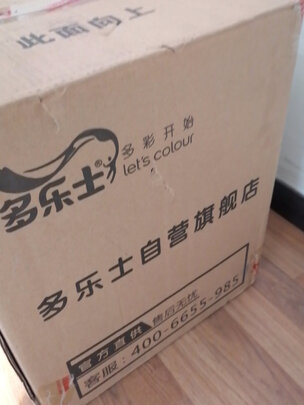 此面向上
多乐士®
多彩开始
let's colour
多乐士自营旗舰店
官方直供 售后无忧
客服：400-6655-985